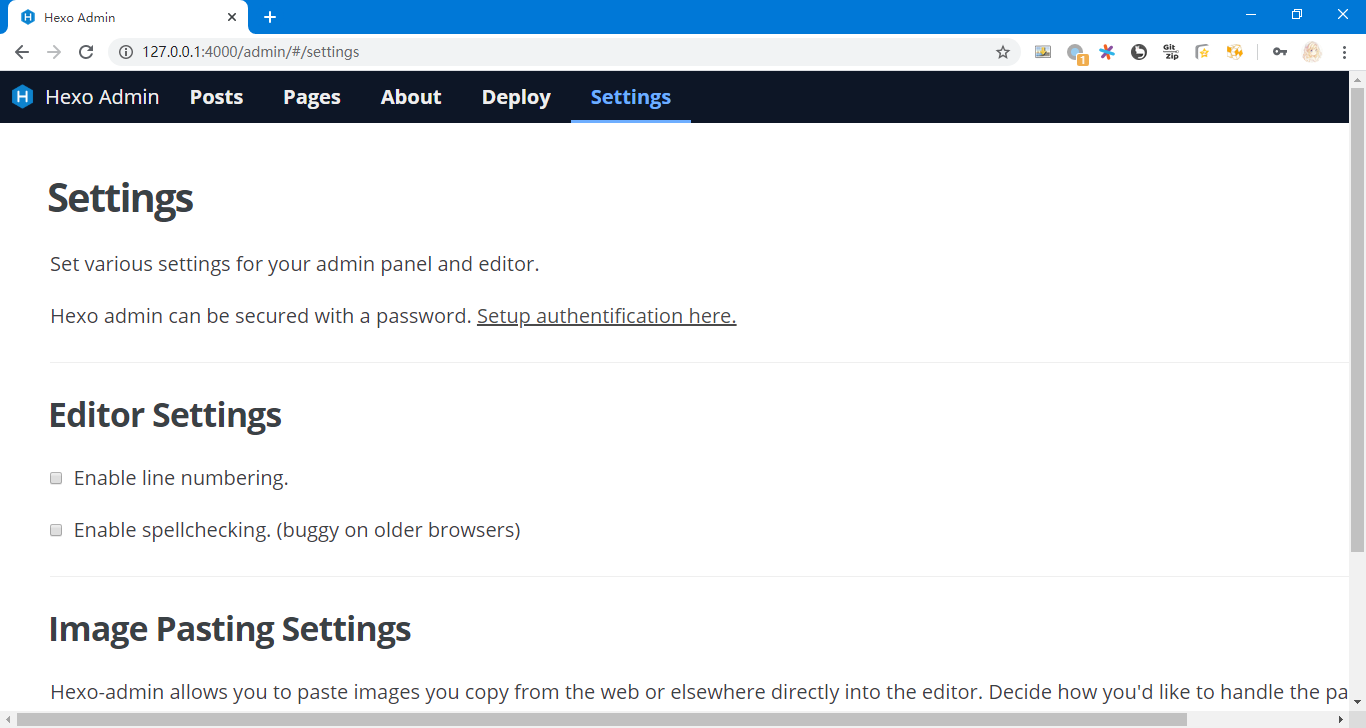 Hexo Admin
127.0.0.1:4000/admin/#/settings
1
Git
zip
Hexo Admin Posts Pages About Deploy Settings
Settings
Set various settings for your admin panel and editor.
Hexo admin can be secured with a password. Setup authentification here.
Editor Settings
Enable line numbering.
Enable spellchecking. (buggy on older browsers)
Image Pasting Settings
Hexo-admin allows you to paste images you copy from the web or elsewhere directly into the editor. Decide how you'd like to handle the pa